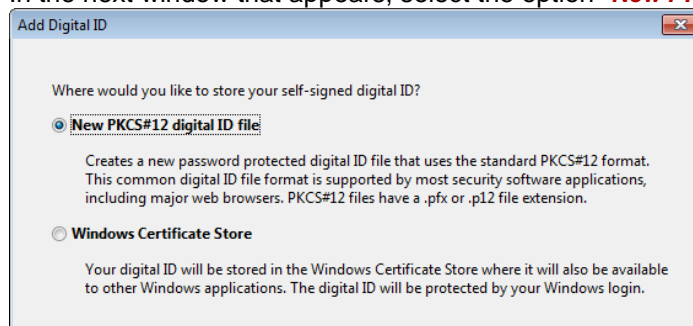 In the next window that appears, select the option "New P
Add Digital ID
Where would you like to store your self-signed digital ID?
New PKCS#12 digital ID file
Creates a new password protected digital ID file that uses the standard PKCS#12 format.
This common digital ID file format is supported by most security software applications,
including major web browsers. PKCS#12 files have a .pfx or .p12 file extension.
Windows Certificate Store
Your digital ID will be stored in the Windows Certificate Store where it will also be available
to other Windows applications. The digital ID will be protected by your Windows login.